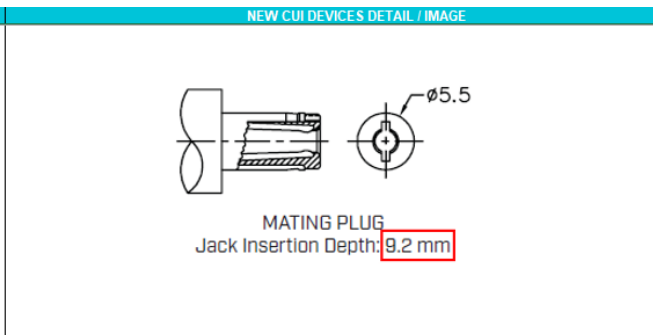 NEW CUI DEVICES DETAIL / IMAGE
ø5.5
MATING PLUG
Jack Insertion Depth: 9.2 mm